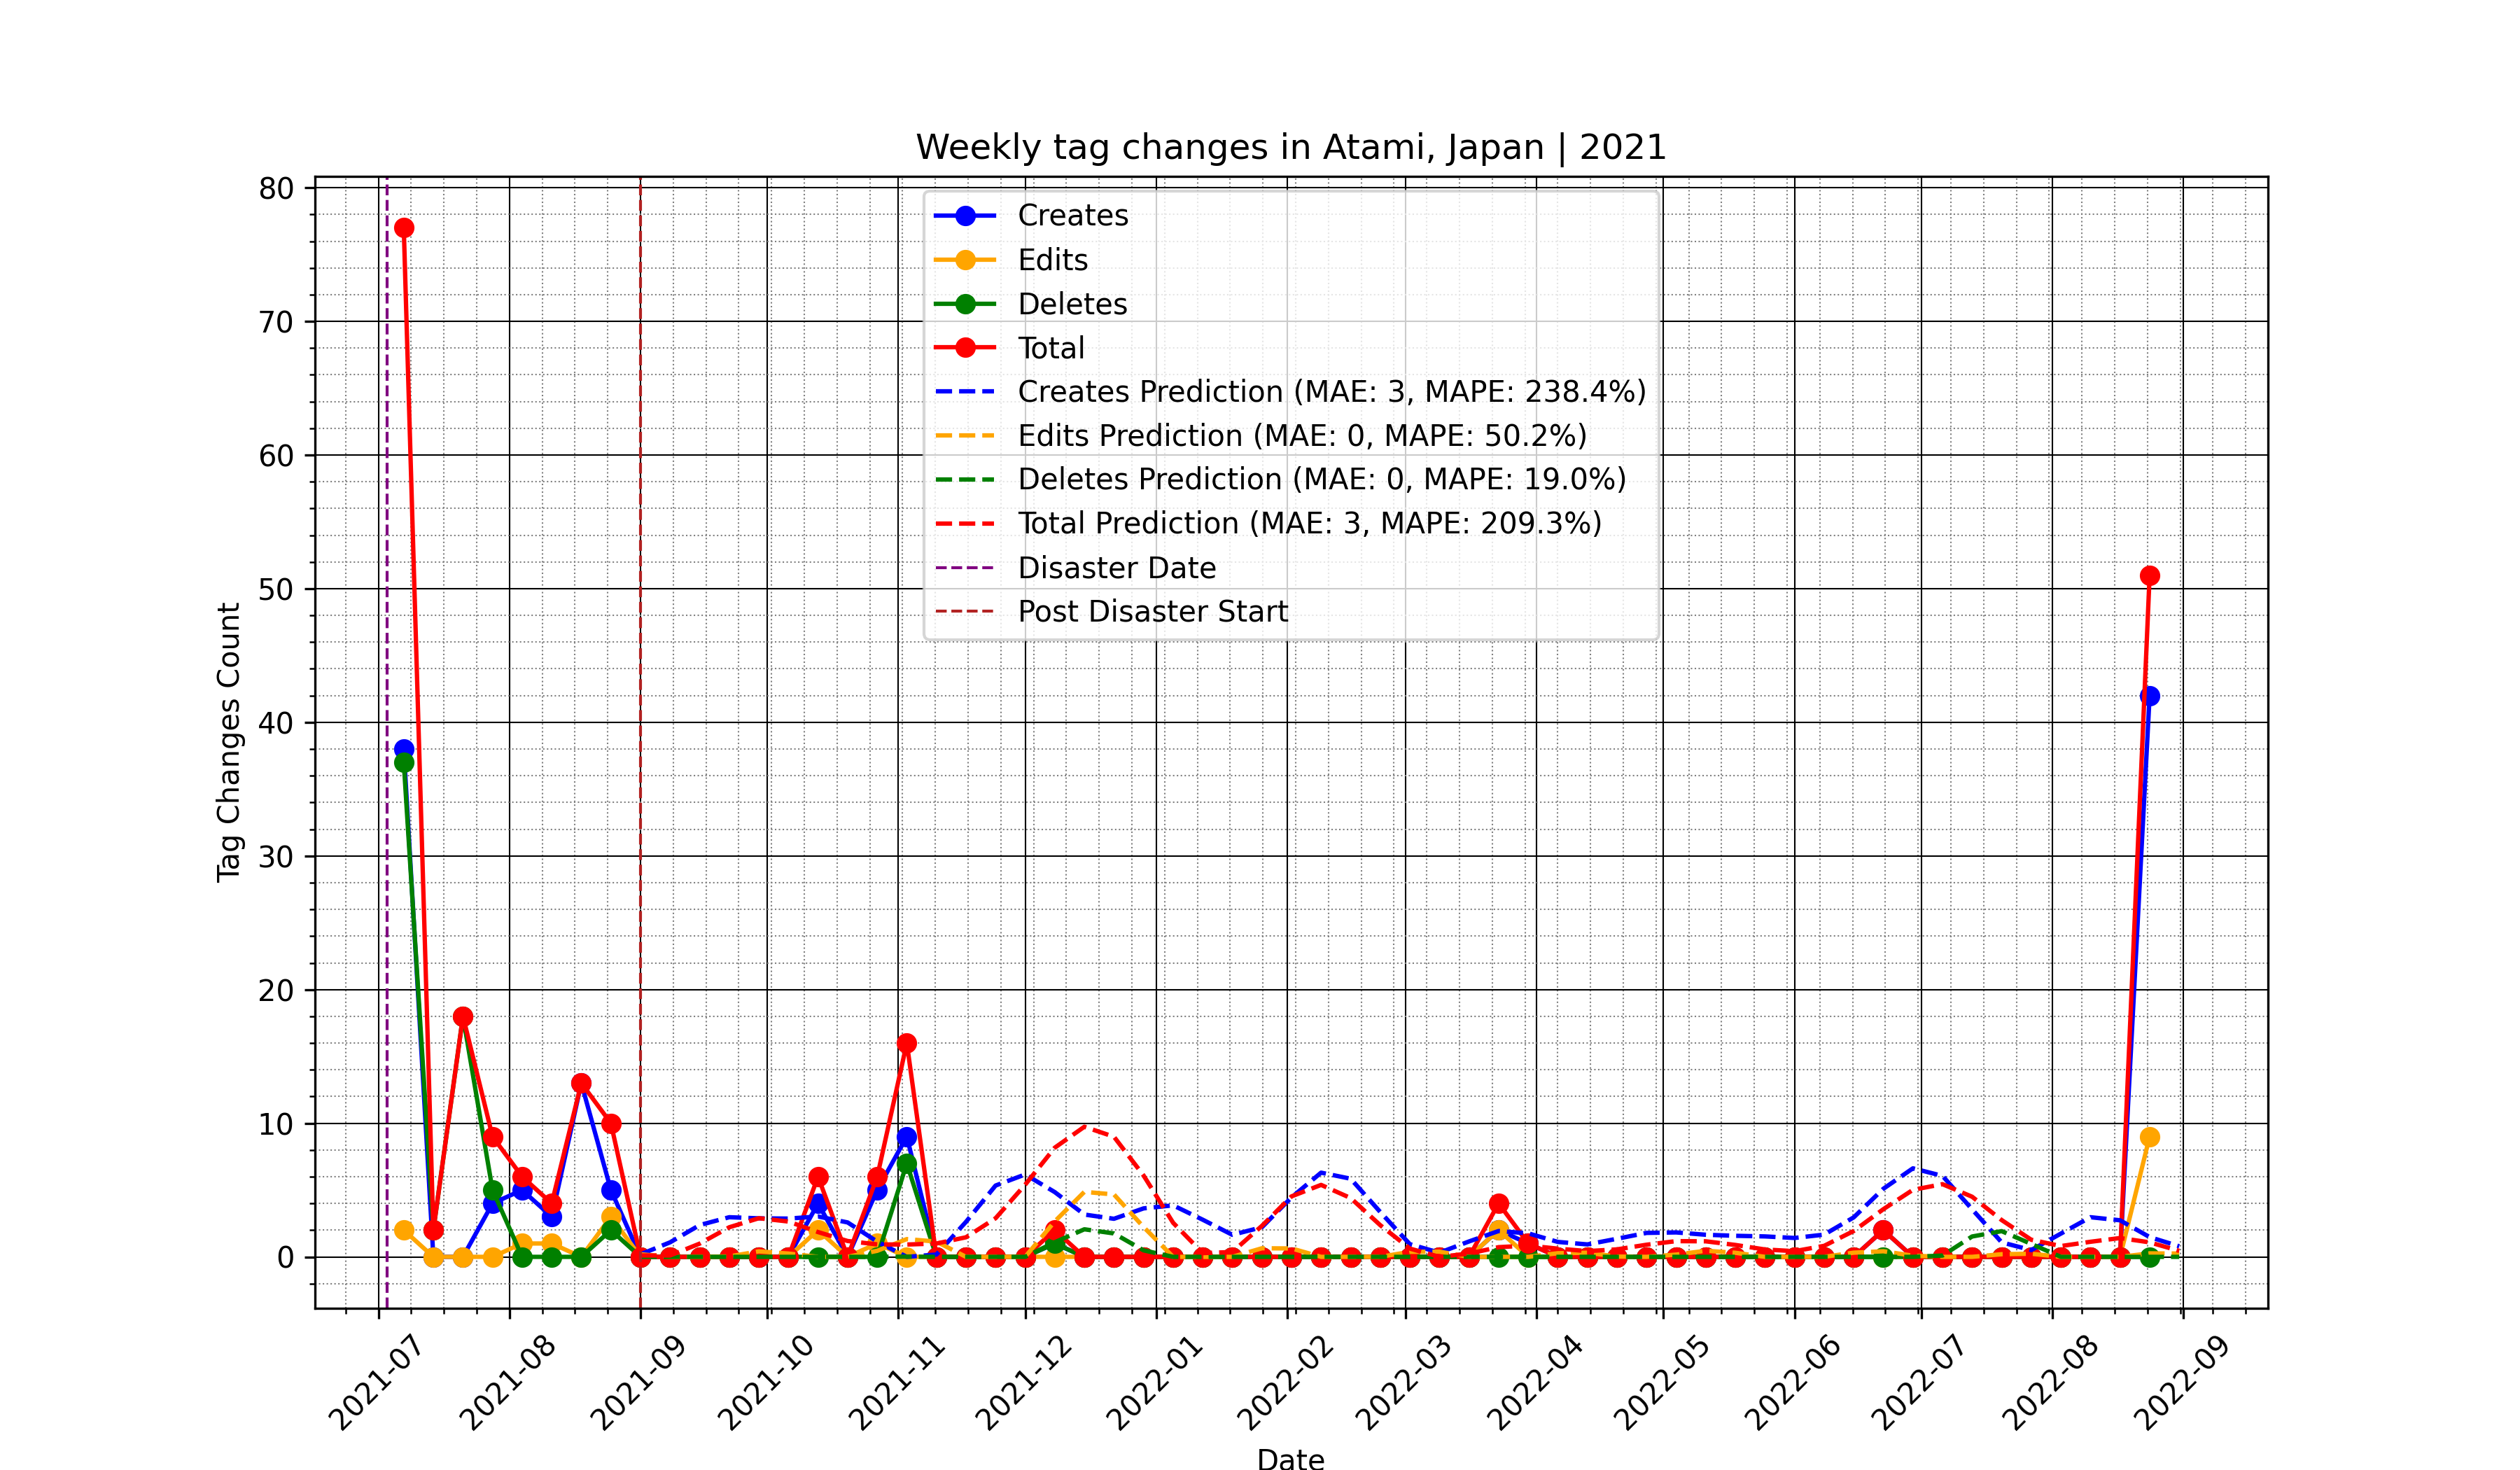 Weekly tag changes in Atami, Japan | 2021
80
70
60
50
40
30
20
10
0
Tag Changes Count
Creates
Edits
Deletes
Total
Creates Prediction (MAE: 3, MAPE: 238.4%)
Edits Prediction (MAE: 0, MAPE: 50.2%)
Deletes Prediction (MAE: 0, MAPE: 19.0%)
Total Prediction (MAE: 3, MAPE: 209.3%)
Disaster Date
Post Disaster Start
2021-07
2021-08
2021-09
2021-10
2021-11
2021-12
2022-01
2022-02
2022-03
2022-04
2022-05
2022-06
2022-07
2022-08
2022-09
Date